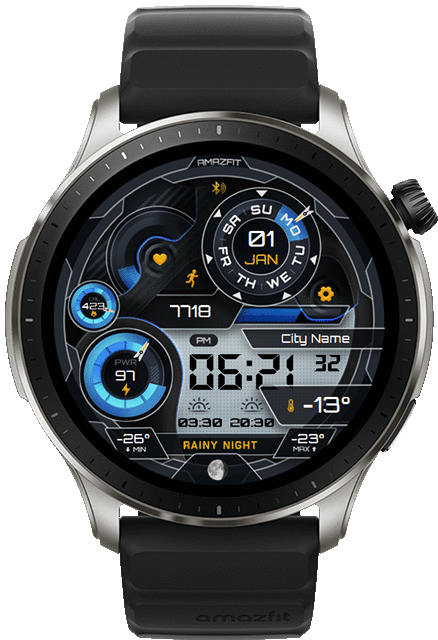 AMAZFIT
SA SU MO TU WE TH FR
01
JAN
CAL
423
7718
City Name
PWR
97
PM
06:21 32
-13°
03:30 20:30
-26°
MIN
RAINY NIGHT
-23°
MAX
amazfit